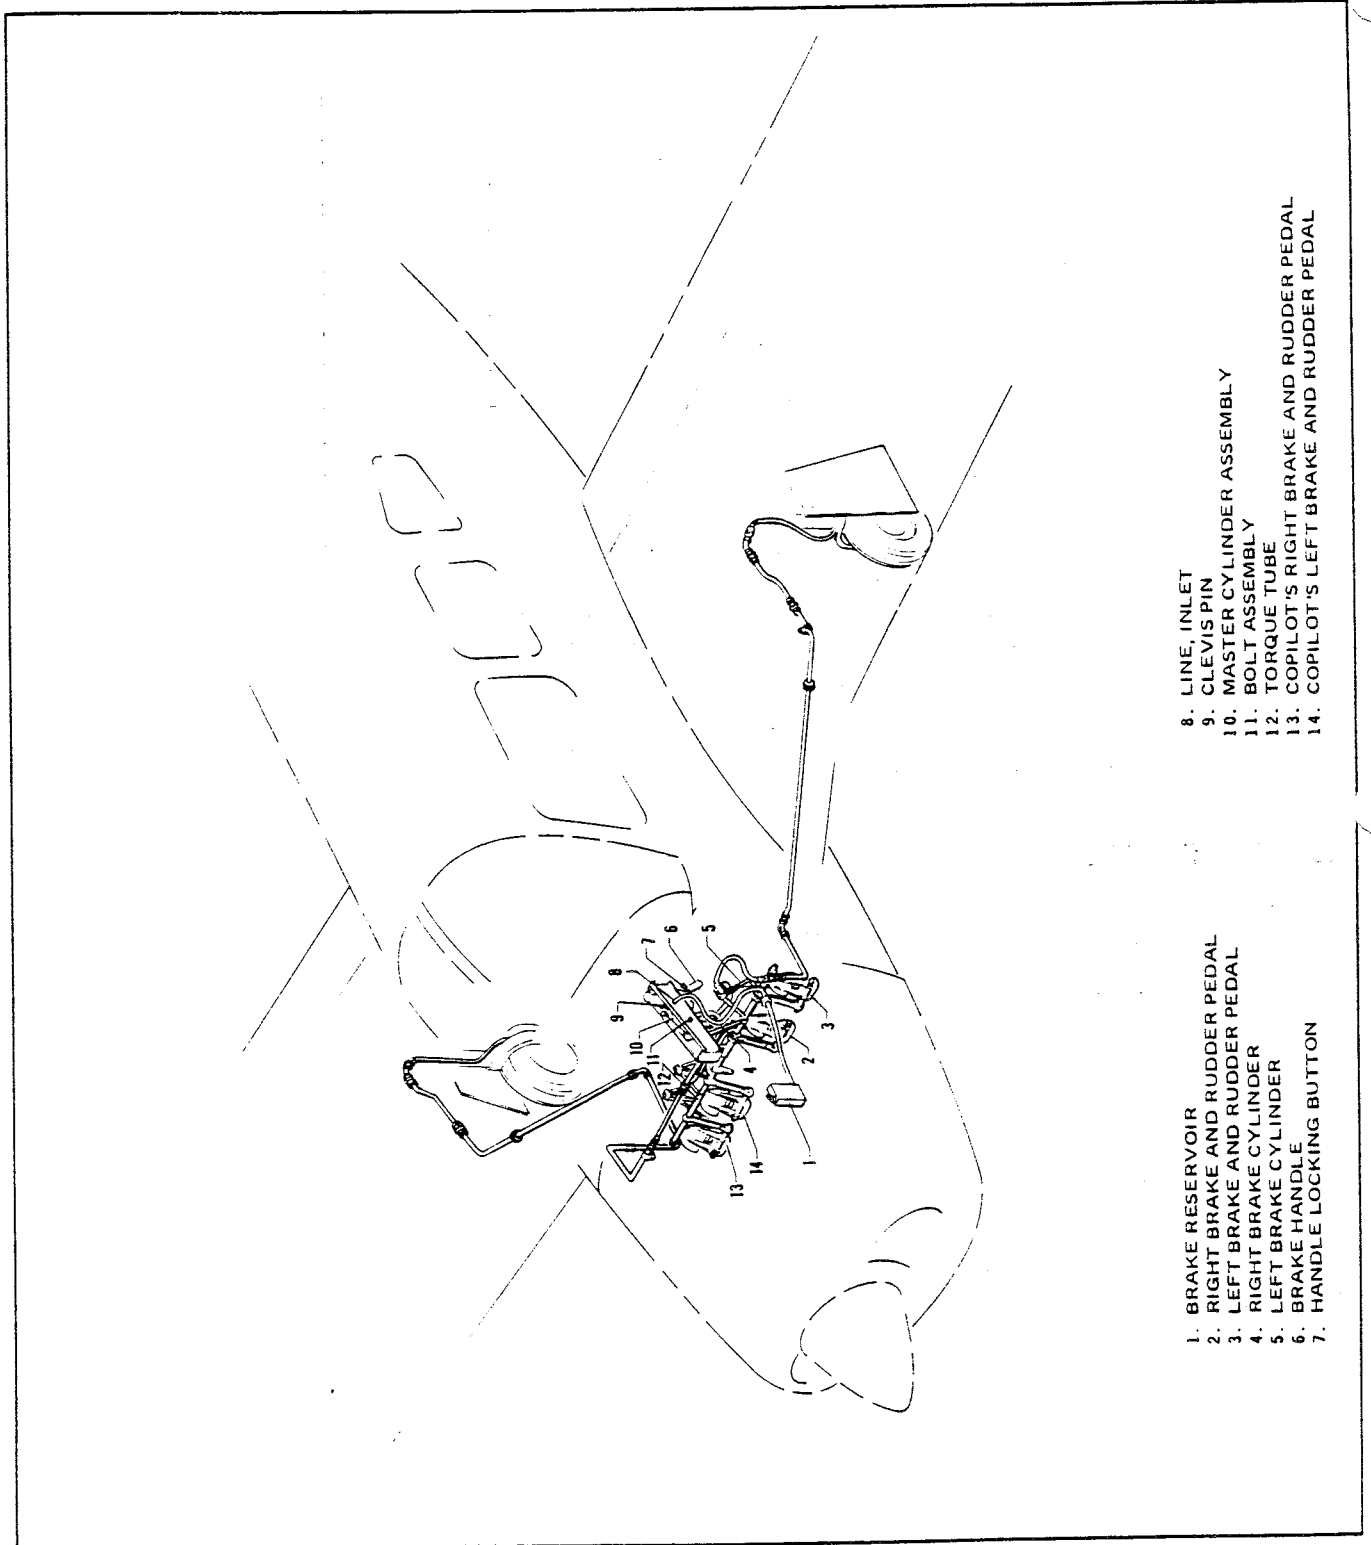 8
7
6
5
9
10
11
12
4
3
2
1
14
13
1. BRAKE RESERVOIR
2. RIGHT BRAKE AND RUDDER PEDAL
3. LEFT BRAKE AND RUDDER PEDAL
4. RIGHT BRAKE CYLINDER
5. LEFT BRAKE CYLINDER
6. BRAKE HANDLE
7. HANDLE LOCKING BUTTON
8. LINE, INLET
9. CLEVIS PIN
10. MASTER CYLINDER ASSEMBLY
11. BOLT ASSEMBLY
12. TORQUE TUBE
13. COPILOT'S RIGHT BRAKE AND RUDDER PEDAL
14. COPILOT'S LEFT BRAKE AND RUDDER PEDAL